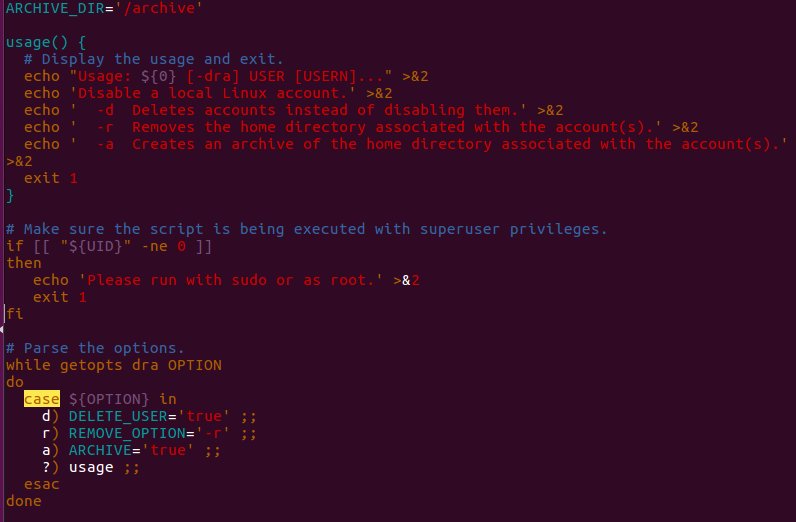 ARCHIVE_DIR='/archive'
usage() {
# Display the usage and exit.
echo "Usage: ${0} [-dra] USER [USERN]..." >&2
echo 'Disable a local Linux account.' >&2
echo '  -d  Deletes accounts instead of disabling them.' >&2
echo '  -r  Removes the home directory associated with the account(s).' >&2
echo '  -a  Creates an archive of the home directory associated with the account(s).'
>&2
exit 1
}
# Make sure the script is being executed with superuser privileges.
if [[ "${UID}" -ne 0 ]]
then
echo 'Please run with sudo or as root.' >&2
exit 1
fi
# Parse the options.
while getopts dra OPTION
do
case ${OPTION} in
d) DELETE_USER='true' ;;
r) REMOVE_OPTION='-r' ;;
a) ARCHIVE='true' ;;
?) usage ;;
esac
done